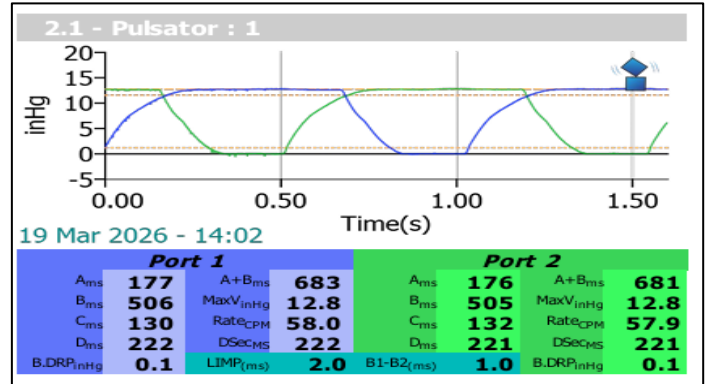 2.1 - Pulsator : 1
20
15
10
5
0
-5
inHg
0.00 0.50 1.00 1.50
Time(s)
19 Mar 2026 - 14:02
Port 1 Port 2
Ams 177 A+Bms 683 Ams 176 A+Bms 681
Bms 506 MaxVinHg 12.8 Bms 505 MaxVinHg 12.8
Cms 130 RateCPM 58.0 Cms 132 RateCPM 57.9
Dms 222 DSecMS 222 Dms 221 DSecMS 221
B.DRPinHg 0.1 LIMP(ms) 2.0 B1-B2(ms) 1.0 B.DRPinHg 0.1